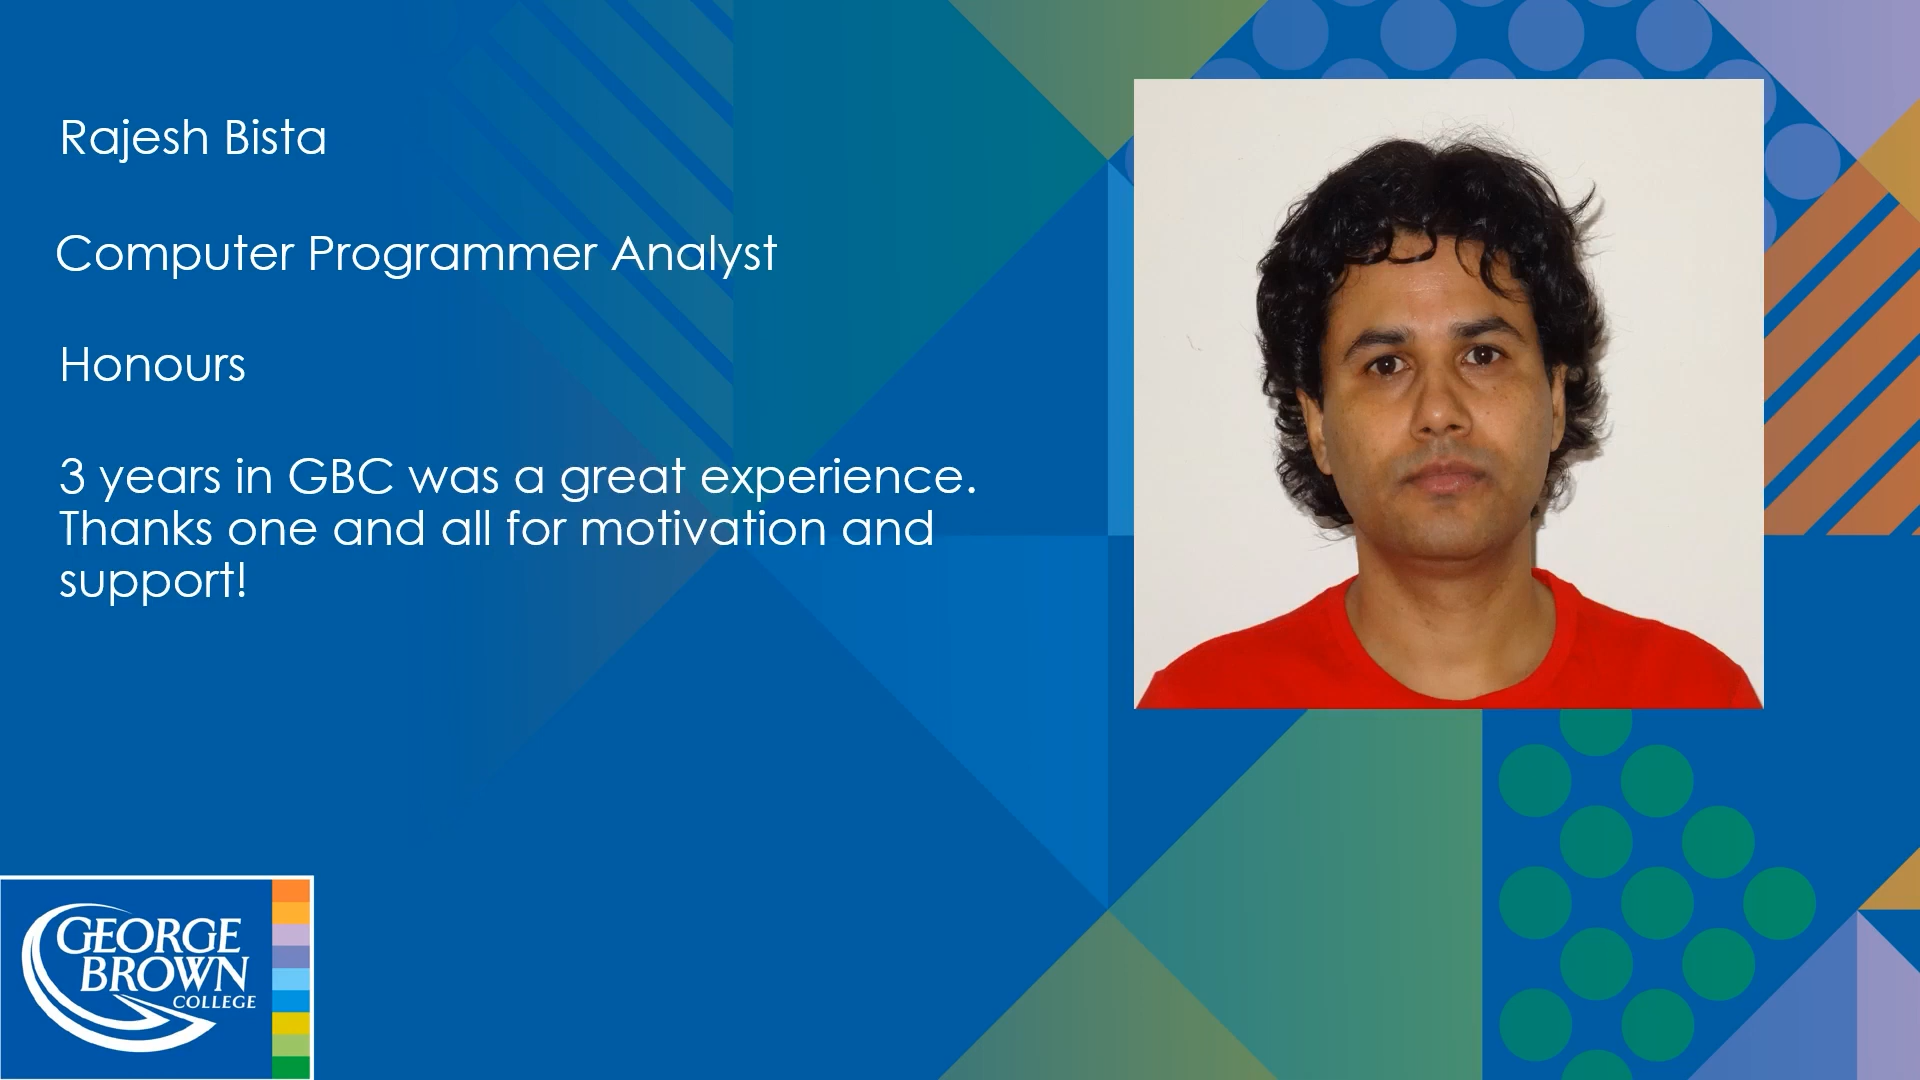 Rajesh Bista
Computer Programmer Analyst
Honours
3 years in GBC was a great experience.
Thanks one and all for motivation and
support!
GEORGE
BROWN
COLLEGE